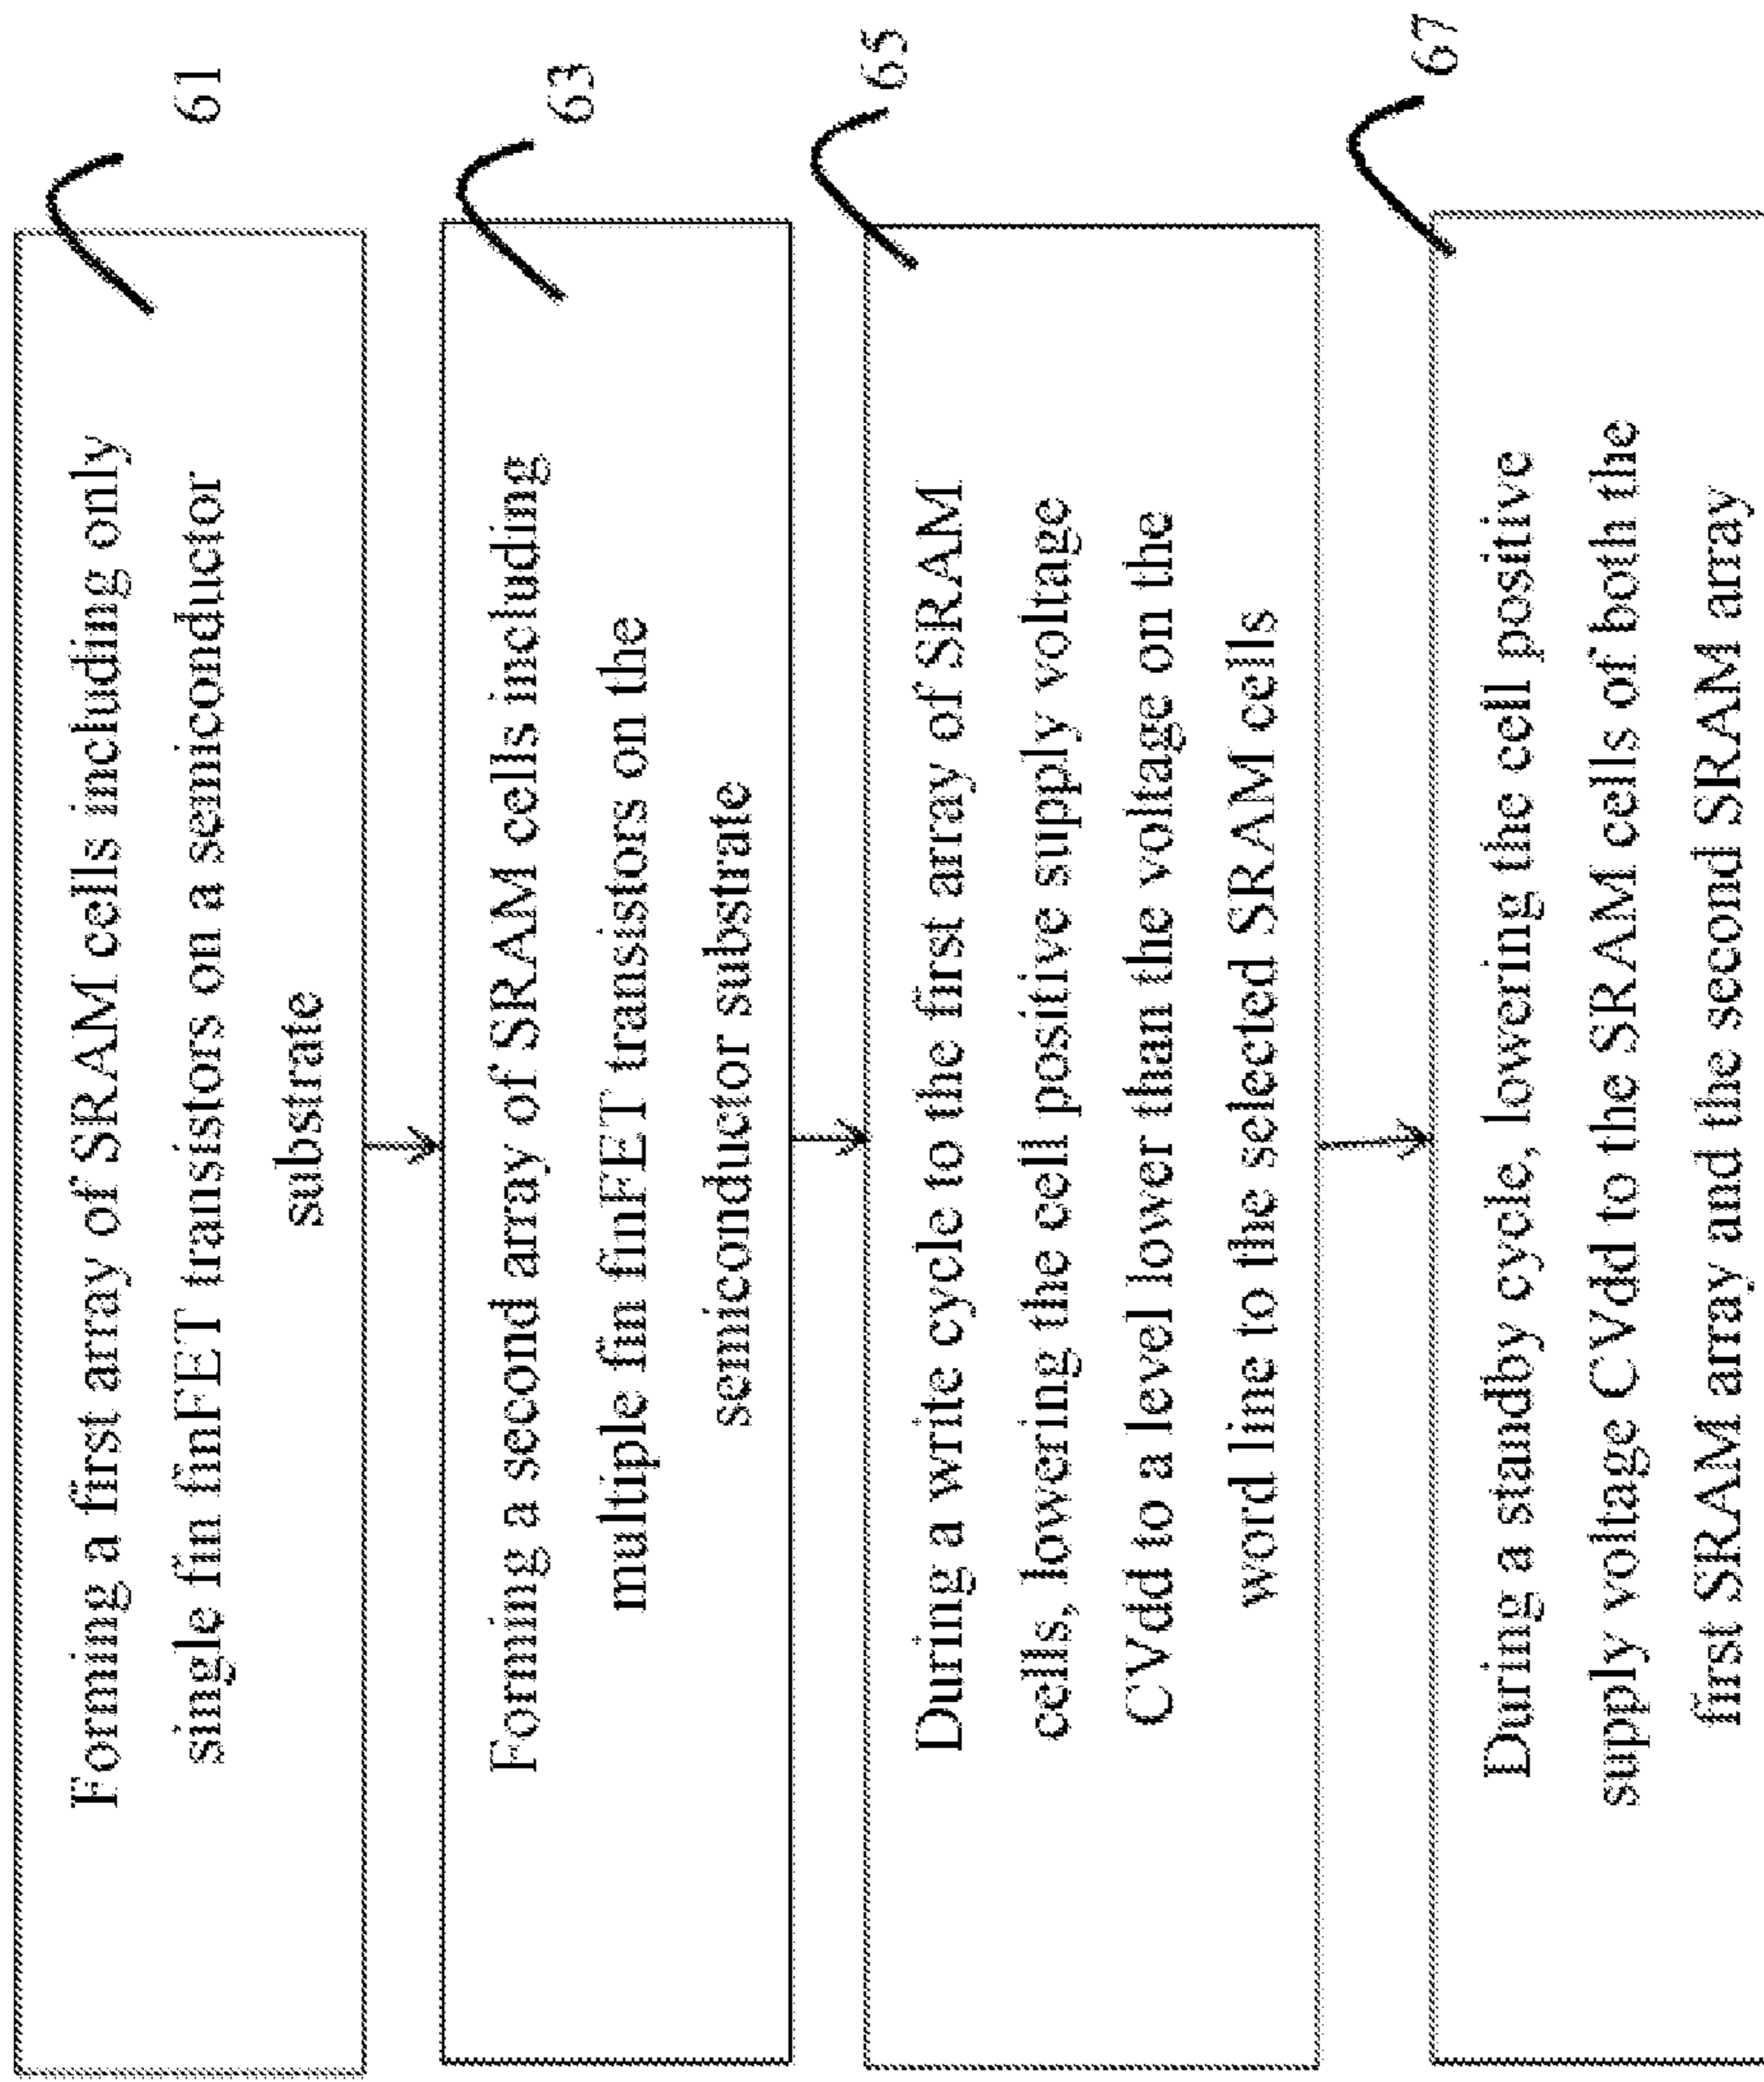 Forming a first array of SRAM cells including only
single fin finFET transistors on a semiconductor
substrate
61
Forming a second array of SRAM cells including
multiple fin finFET transistors on the
semiconductor substrate
63
During a write cycle to the first array of SRAM
cells, lowering the cell positive supply voltage
CVdd to a level lower than the voltage on the
word line to the selected SRAM cells
65
During a standby cycle, lowering the cell positive
supply voltage CVdd to the SRAM cells of both the
first SRAM array and the second SRAM array
67